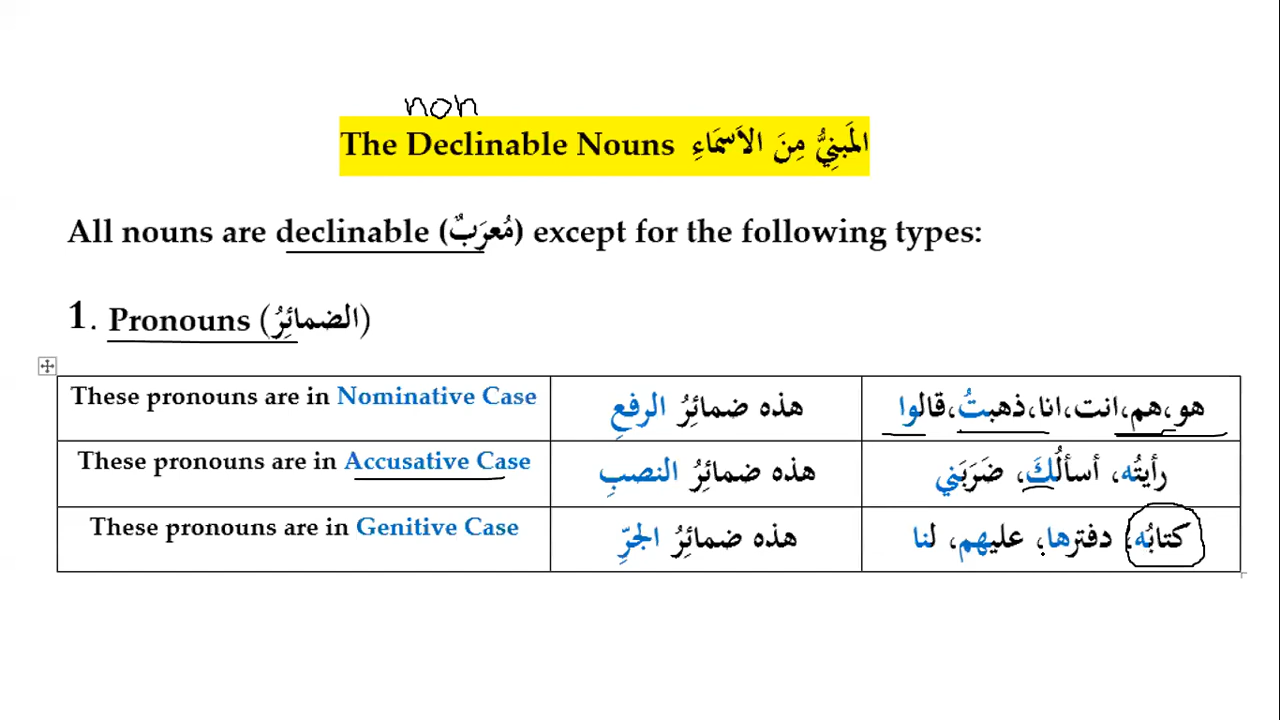 non
The Declinable Nouns المَبنِيُّ مِنَ الاَسمَاءِ
All nouns are declinable (مُعرَبٌ) except for the following types:
1. Pronouns (الضمائِرُ)
These pronouns are in Nominative Case هذه ضمائِرُ الرفعِ هو،هم،انت،انا،ذهبتُ،قالوا
These pronouns are in Accusative Case هذه ضمائِرُ النصبِ رأيتُه، أسألُكَ، ضَرَبَني
These pronouns are in Genitive Case هذه ضمائِرُ الجرِّ كتابُه، دفترها، عليهم، لنا